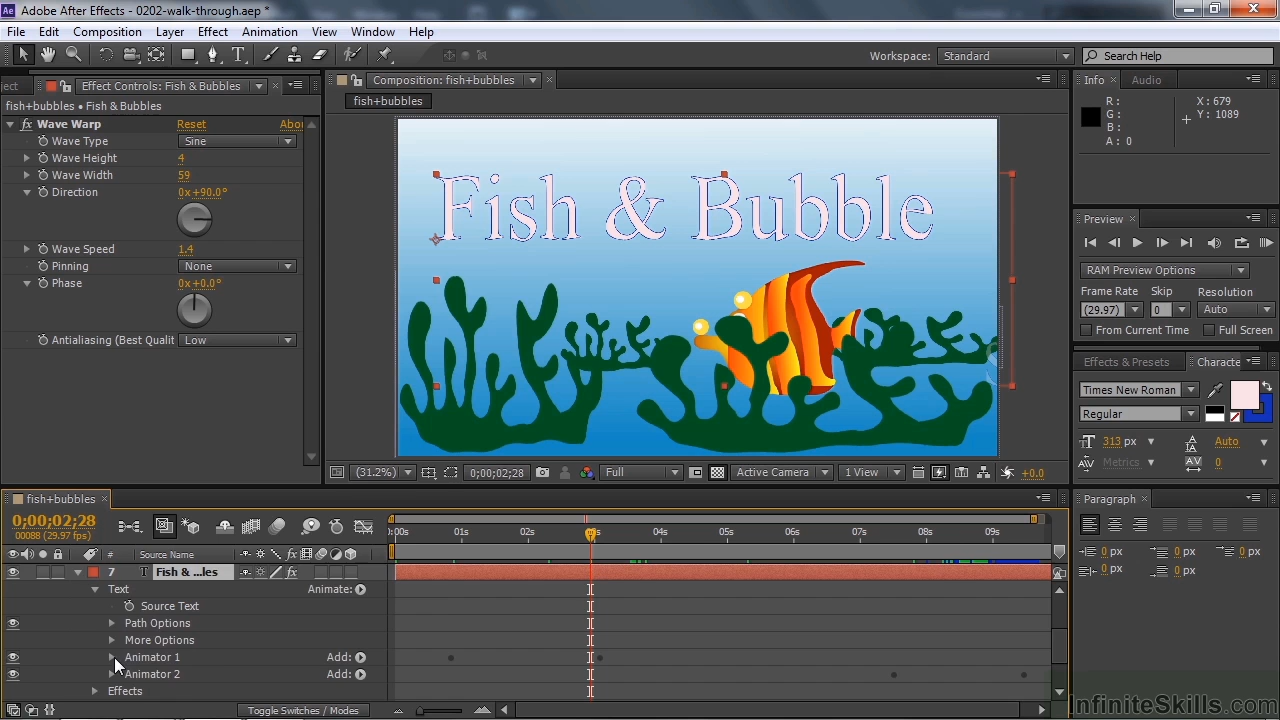 Ae Adobe After Effects - 0202-walk-through.aep *
File Edit Composition Layer Effect Animation View Window Help
Workspace: Standard Search Help
ject Effect Controls: Fish & Bubbles
fish+bubbles • Fish & Bubbles
fx Wave Warp Reset Abou
Wave Type Sine
Wave Height 4
Wave Width 59
Direction 0x+90.0°
Wave Speed 1.4
Pinning None
Phase 0x+0.0°
Antialiasing (Best Qualit Low
Composition: fish+bubbles
fish+bubbles
Fish & Bubble
(31.2%) 0;00;02;28 Full Active Camera 1 View +0.0
Info Audio
R: X: 679
G: Y: 1089
B:
A: 0
Preview
RAM Preview Options
Frame Rate Skip Resolution
(29.97) 0 Auto
From Current Time Full Screen
Effects & Presets Characte
Times New Roman
Regular
313 px Auto
Metrics 0
Paragraph
0 px 0 px 0 px
0 px 0 px
fish+bubbles
0;00;02;28
00088 (29.97 fps)
:00s 01s 02s 04s 05s 06s 07s 08s 09s
# Source Name
7 T Fish & ...les
Text Animate:
Source Text
Path Options
More Options
Animator 1 Add:
Animator 2 Add:
Effects
Toggle Switches / Modes
InfiniteSkills.com